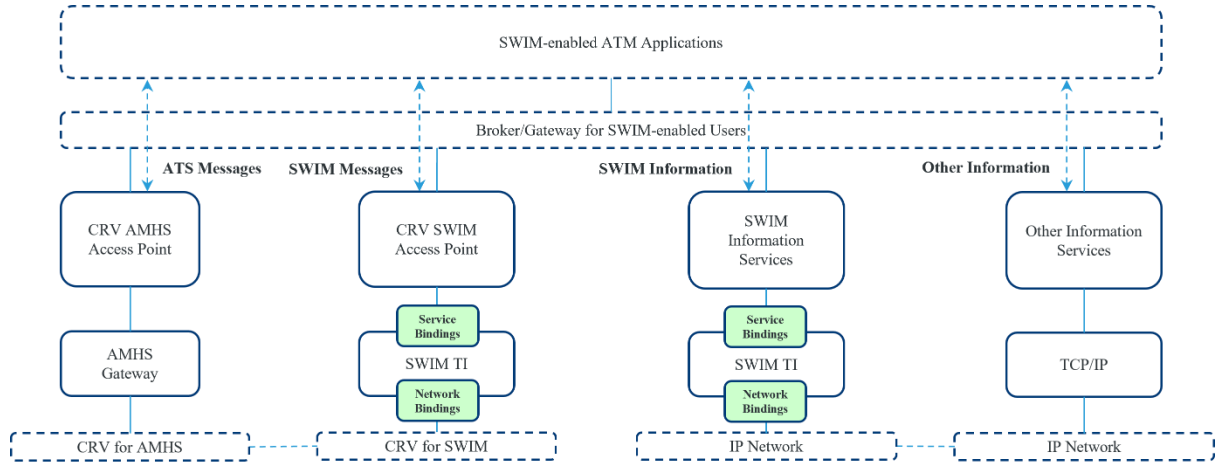 SWIM-enabled ATM Applications
Broker/Gateway for SWIM-enabled Users
ATS Messages
SWIM Messages
SWIM Information
Other Information
CRV AMHS
Access Point
CRV SWIM
Access Point
SWIM
Information
Services
Other Information
Services
Service
Bindings
Service
Bindings
AMHS
Gateway
SWIM TI
SWIM TI
TCP/IP
Network
Bindings
Network
Bindings
CRV for AMHS
CRV for SWIM
IP Network
IP Network